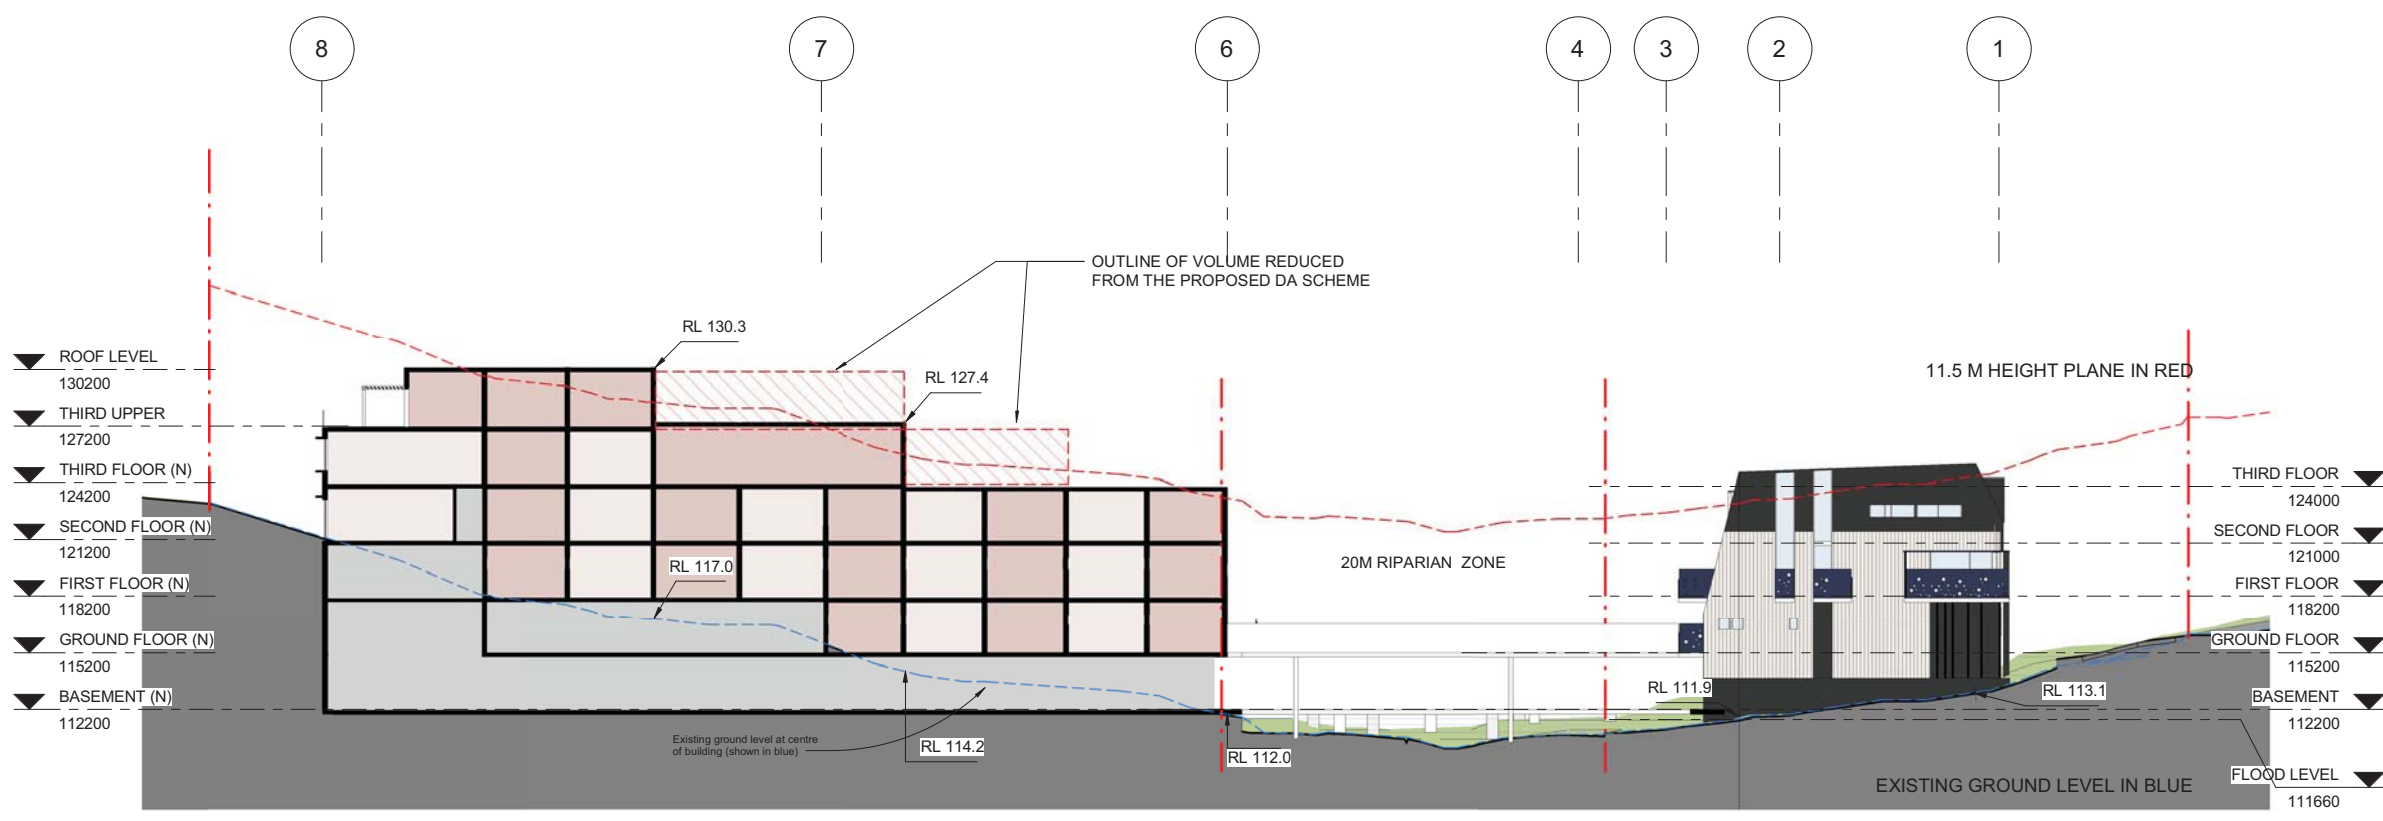 8
7
6
4
3
2
1
OUTLINE OF VOLUME REDUCED
FROM THE PROPOSED DA SCHEME
RL 130.3
RL 127.4
11.5 M HEIGHT PLANE IN RED
ROOF LEVEL
130200
THIRD UPPER
127200
THIRD FLOOR (N)
124200
SECOND FLOOR (N)
121200
FIRST FLOOR (N)
118200
GROUND FLOOR (N)
115200
BASEMENT (N)
112200
RL 117.0
20M RIPARIAN ZONE
Existing ground level at centre
of building (shown in blue)
RL 114.2
RL 112.0
RL 111.9
RL 113.1
THIRD FLOOR
124000
SECOND FLOOR
121000
FIRST FLOOR
118200
GROUND FLOOR
115200
BASEMENT
112200
FLOOD LEVEL
111660
EXISTING GROUND LEVEL IN BLUE